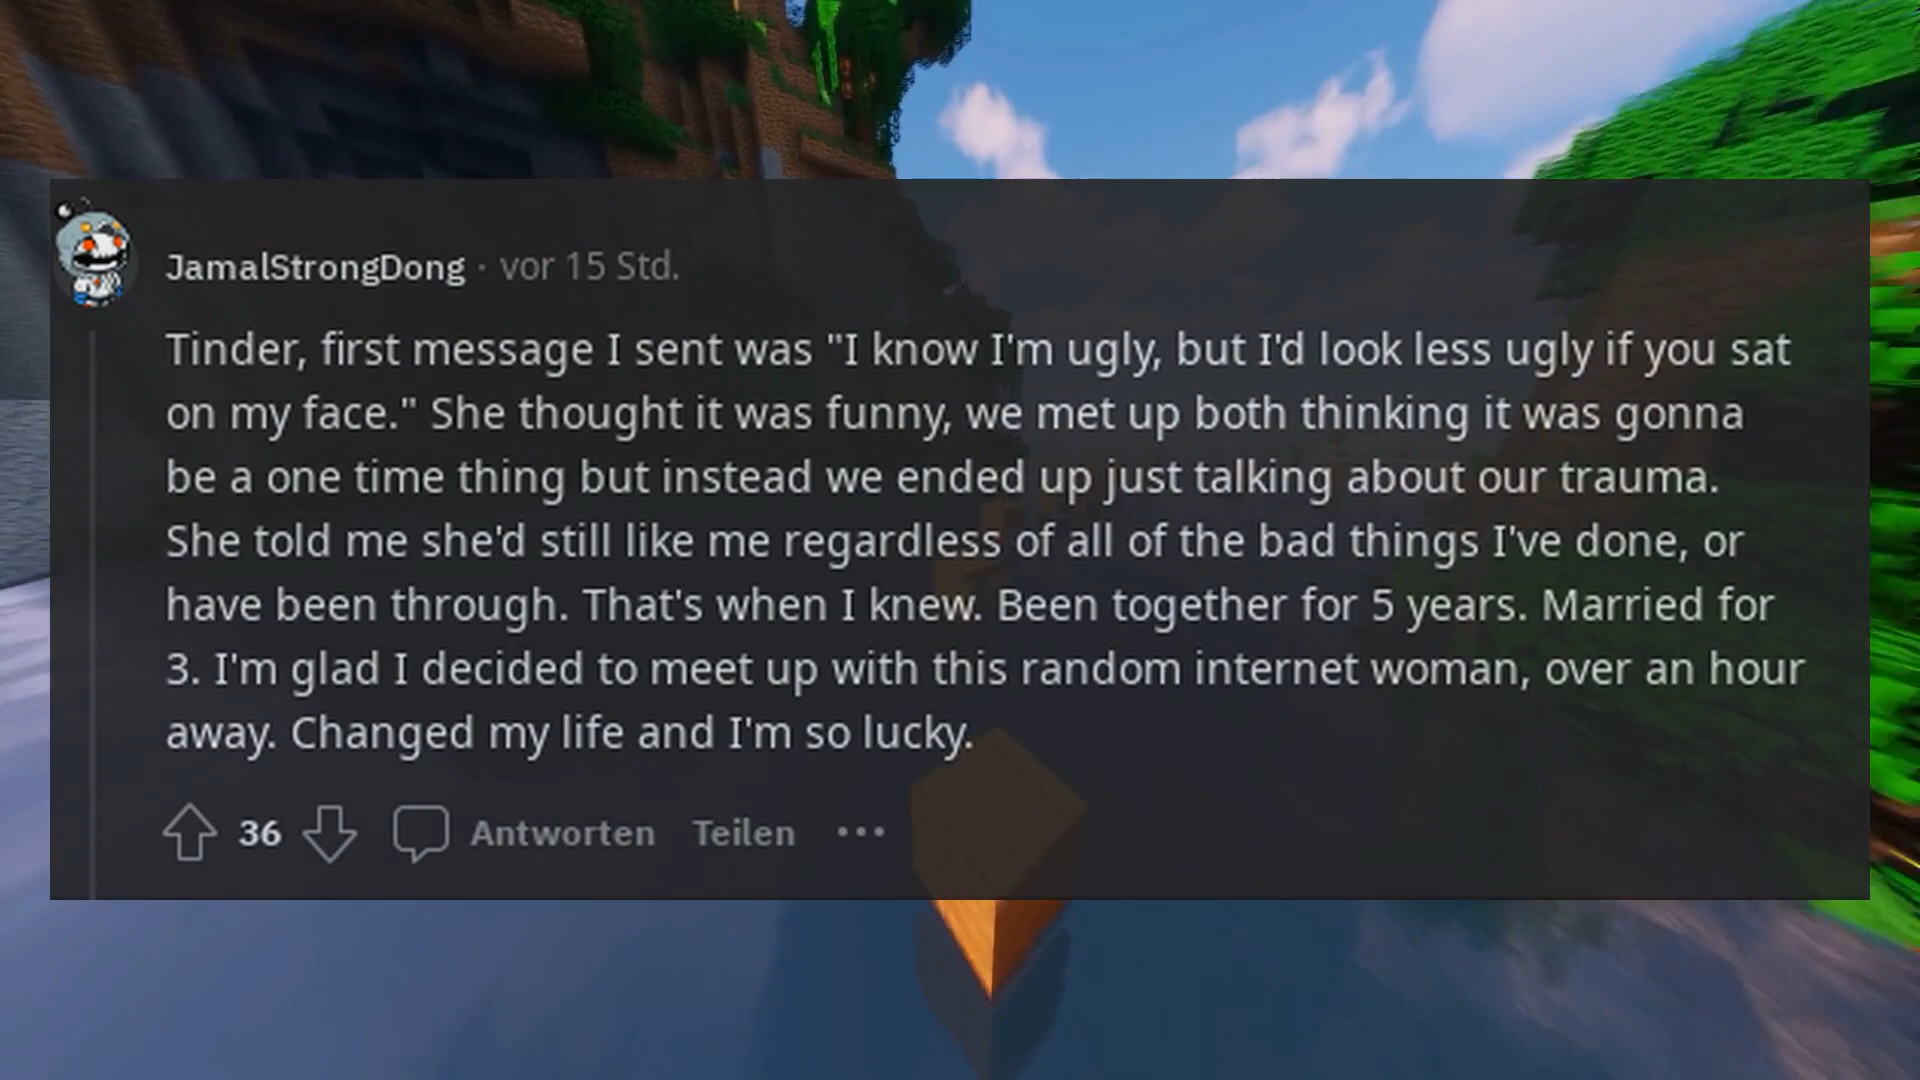 JamalStrongDong · vor 15 Std.
Tinder, first message I sent was "I know I'm ugly, but I'd look less ugly if you sat
on my face." She thought it was funny, we met up both thinking it was gonna
be a one time thing but instead we ended up just talking about our trauma.
She told me she'd still like me regardless of all of the bad things I've done, or
have been through. That's when I knew. Been together for 5 years. Married for
3. I'm glad I decided to meet up with this random internet woman, over an hour
away. Changed my life and I'm so lucky.
36 Antworten Teilen ...